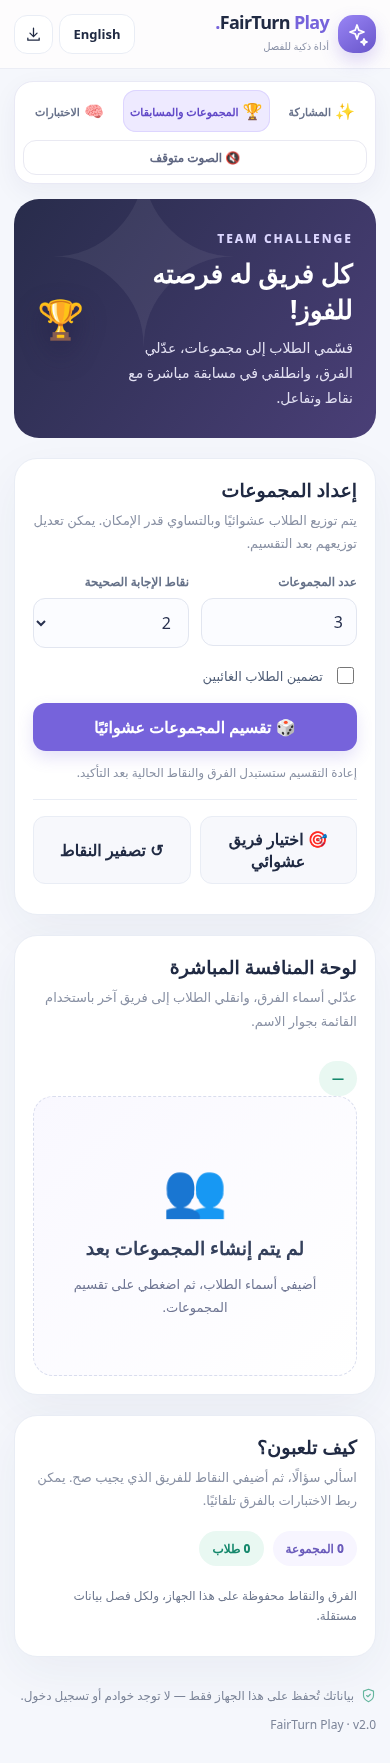 FairTurn Play.
أداة ذكية للفصل
English
✨ المشاركة
🏆 المجموعات والمسابقات
🧠 الاختبارات
🔇 الصوت متوقف
TEAM CHALLENGE
كل فريق له فرصته
للفوز!
قسّمي الطلاب إلى مجموعات، عدّلي
الفرق، وانطلقي في مسابقة مباشرة مع
نقاط وتفاعل.
إعداد المجموعات
يتم توزيع الطلاب عشوائيًا وبالتساوي قدر الإمكان. يمكن تعديل
توزيعهم بعد التقسيم.
عدد المجموعات
نقاط الإجابة الصحيحة
3
2
تضمين الطلاب الغائبين
🎲 تقسيم المجموعات عشوائيًا
إعادة التقسيم ستستبدل الفرق والنقاط الحالية بعد التأكيد.
🎯 اختيار فريق
عشوائي
↺ تصفير النقاط
لوحة المنافسة المباشرة
عدّلي أسماء الفرق، وانقلي الطلاب إلى فريق آخر باستخدام
القائمة بجوار الاسم.
—
لم يتم إنشاء المجموعات بعد
أضيفي أسماء الطلاب، ثم اضغطي على تقسيم
المجموعات.
كيف تلعبون؟
اسألي سؤالًا، ثم أضيفي النقاط للفريق الذي يجيب صح. يمكن
ربط الاختبارات بالفرق تلقائيًا.
0 المجموعة
0 طلاب
الفرق والنقاط محفوظة على هذا الجهاز، ولكل فصل بيانات
مستقلة.
بياناتك تُحفظ على هذا الجهاز فقط — لا توجد خوادم أو تسجيل دخول.
FairTurn Play · v2.0